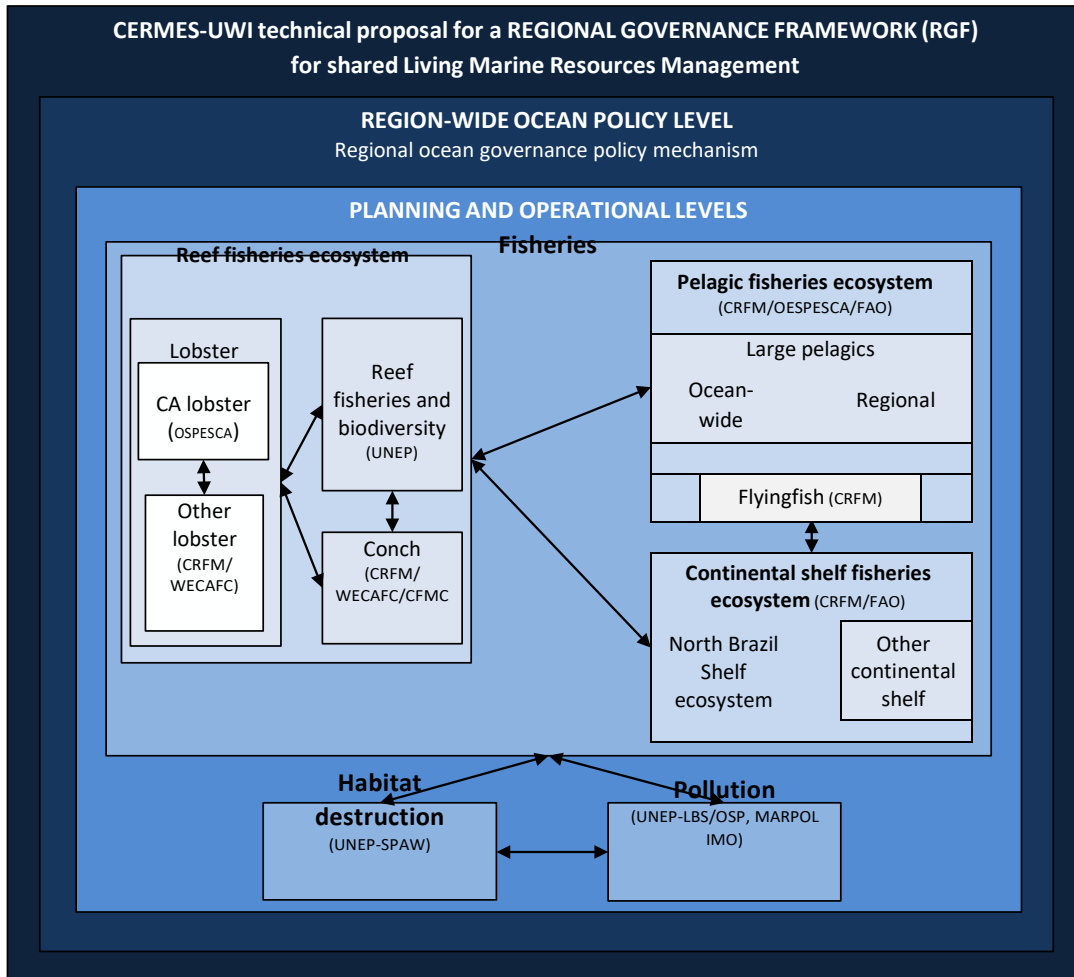 CERMES-UWI technical proposal for a REGIONAL GOVERNANCE FRAMEWORK (RGF)
for shared Living Marine Resources Management
REGION-WIDE OCEAN POLICY LEVEL
Regional ocean governance policy mechanism
PLANNING AND OPERATIONAL LEVELS
Fisheries
Reef fisheries ecosystem
Lobster
CA lobster
(OSPESCA)
Other
lobster
(CRFM/
WECAFC)
Reef
fisheries and
biodiversity
(UNEP)
Conch
(CRFM/
WECAFC/CFMC
Pelagic fisheries ecosystem
(CRFM/OESPESCA/FAO)
Large pelagics
Ocean-
wide
Regional
Flyingfish (CRFM)
Continental shelf fisheries
ecosystem (CRFM/FAO)
North Brazil
Shelf
ecosystem
Other
continental
shelf
Habitat
destruction
(UNEP-SPAW)
Pollution
(UNEP-LBS/OSP, MARPOL
IMO)